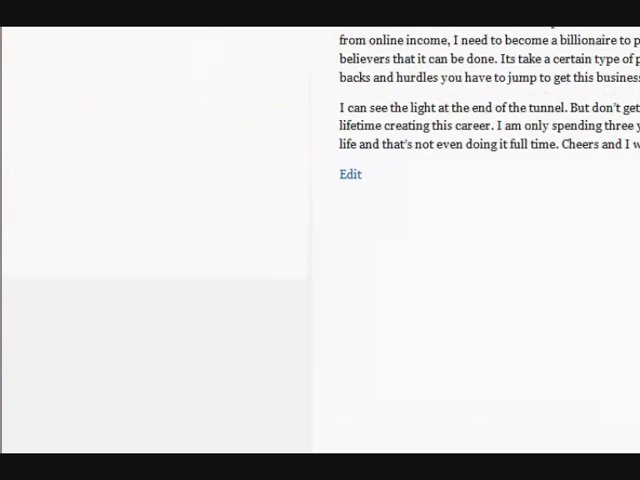 from online income, I need to become a billionaire to p
believers that it can be done. Its take a certain type of p
backs and hurdles you have to jump to get this busines
I can see the light at the end of the tunnel. But don't get
lifetime creating this career. I am only spending three y
life and that's not even doing it full time. Cheers and I w
Edit